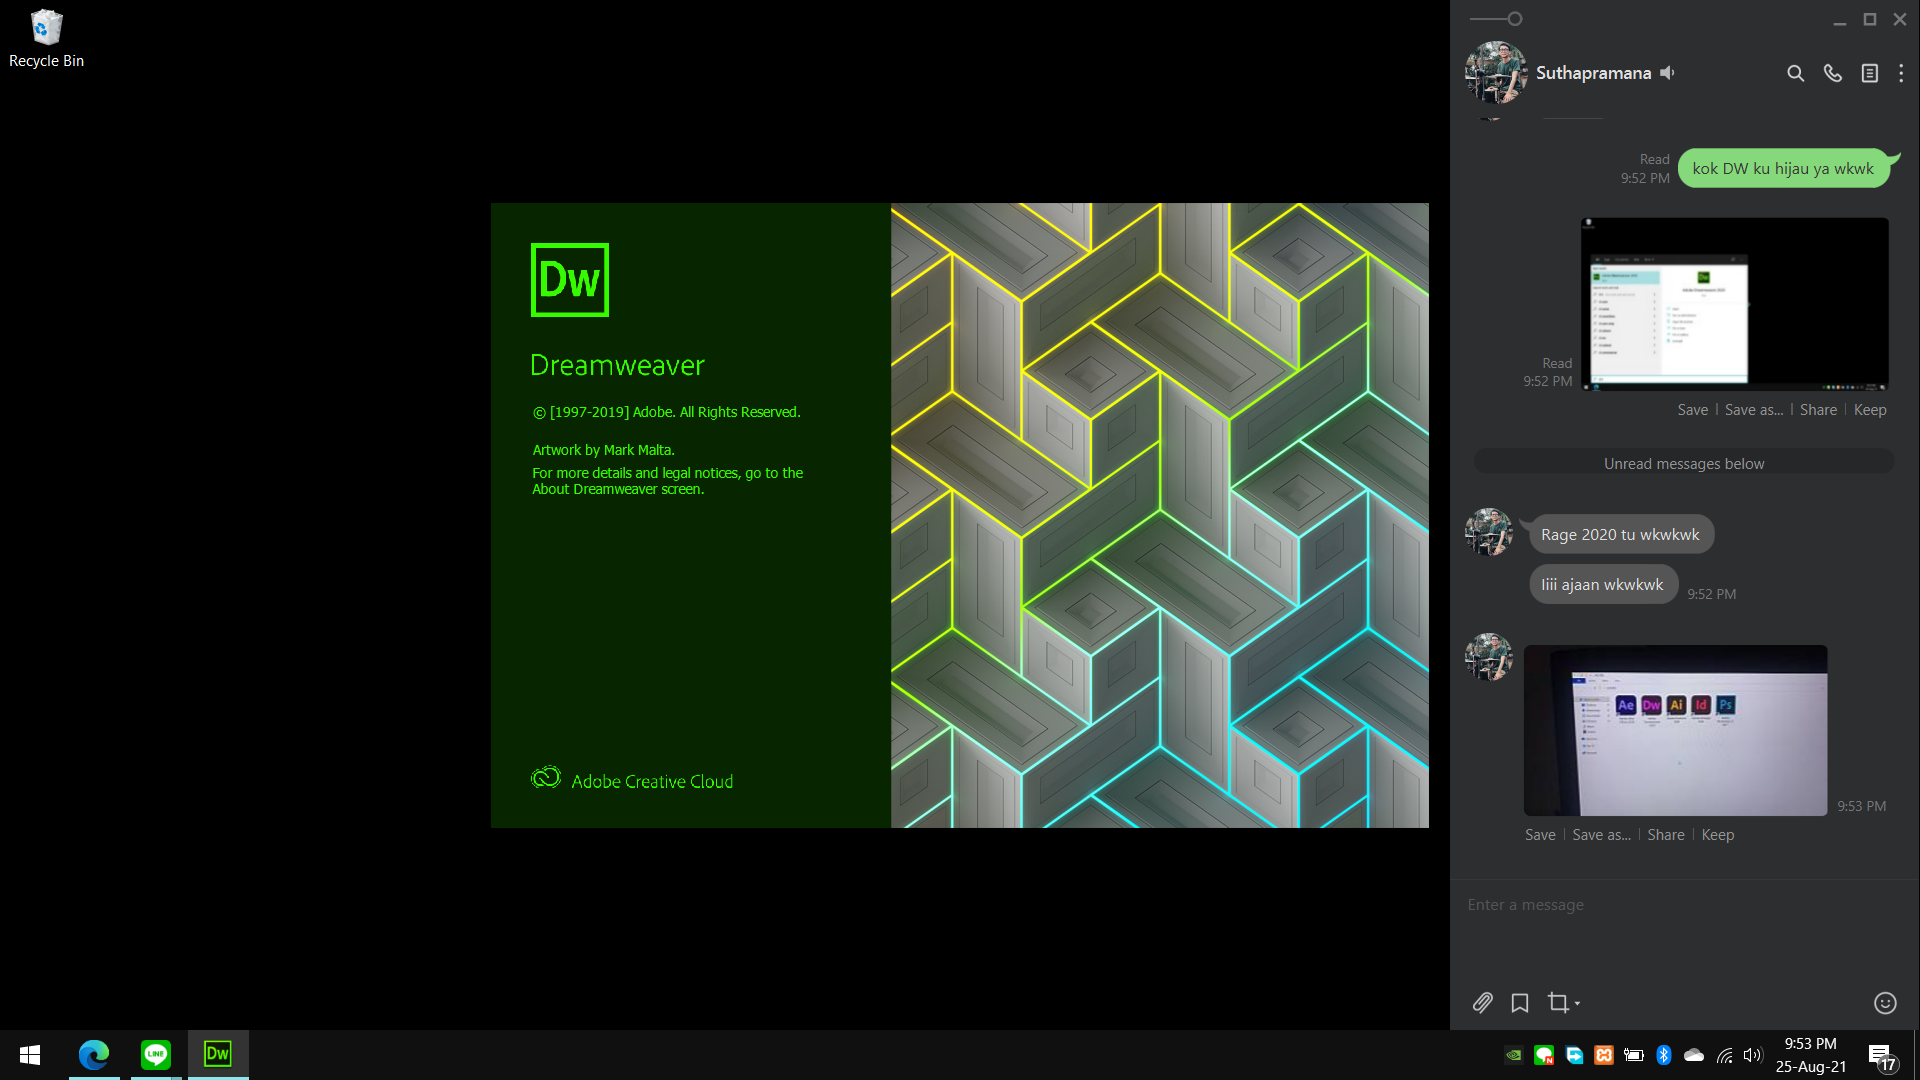 Recycle Bin
Dw
Dreamweaver
© [1997-2019] Adobe. All Rights Reserved.
Artwork by Mark Malta.
For more details and legal notices, go to the
About Dreamweaver screen.
Adobe Creative Cloud
Suthapramana
Read
9:52 PM
kok DW ku hijau ya wkwk
Read
9:52 PM
Save | Save as... | Share | Keep
Unread messages below
Rage 2020 tu wkwkwk
Iiii ajaan wkwkwk
9:52 PM
Ae Dw Ai Id Ps
9:53 PM
Save | Save as... | Share | Keep
Enter a message
LINE
Dw
9:53 PM
25-Aug-21
17